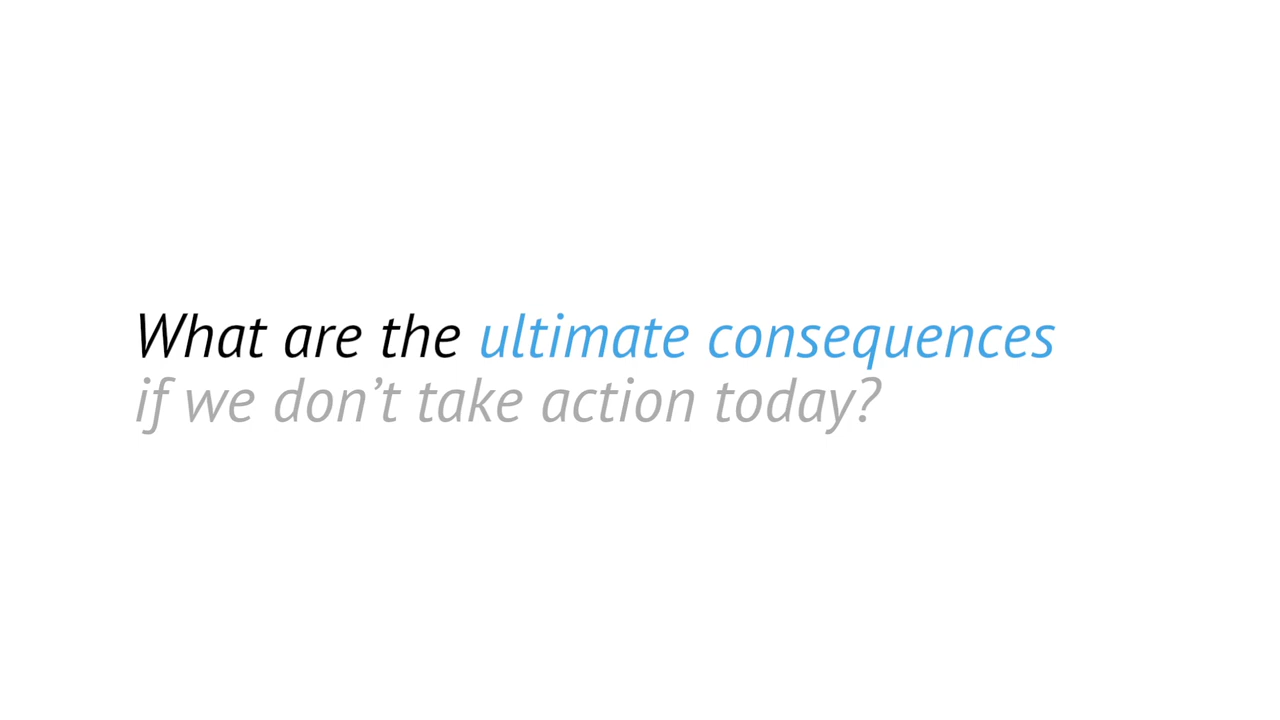 What are the ultimate consequences
if we don’t take action today?